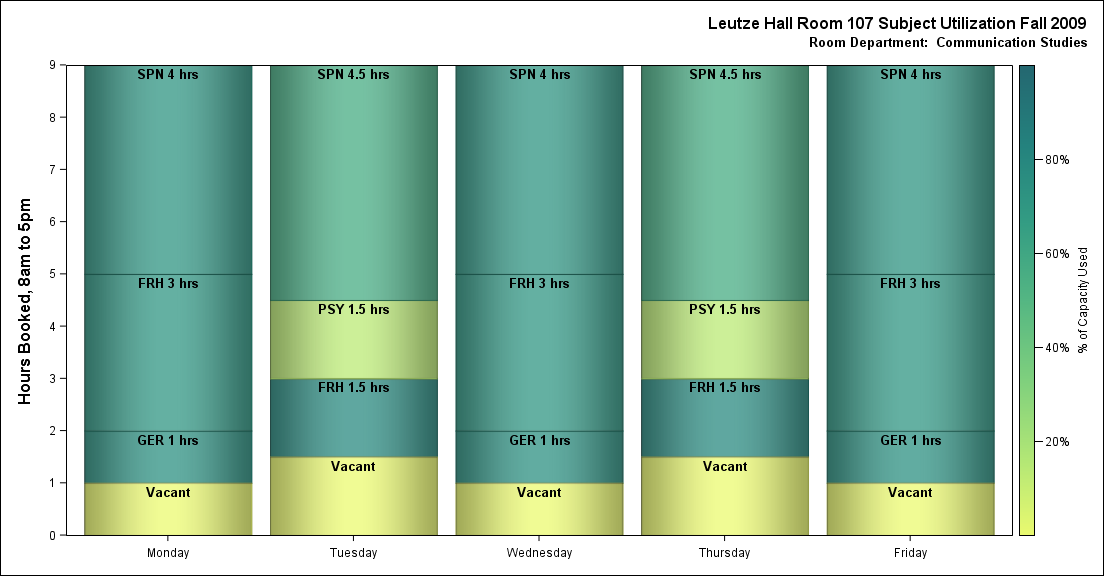 Leutze Hall Room 107 Subject Utilization Fall 2009
Room Department:  Communication Studies
Hours Booked, 8am to 5pm
9
8
7
6
5
4
3
2
1
0
SPN 4 hrs
FRH 3 hrs
GER 1 hrs
Vacant
SPN 4.5 hrs
PSY 1.5 hrs
FRH 1.5 hrs
Vacant
SPN 4 hrs
FRH 3 hrs
GER 1 hrs
Vacant
SPN 4.5 hrs
PSY 1.5 hrs
FRH 1.5 hrs
Vacant
SPN 4 hrs
FRH 3 hrs
GER 1 hrs
Vacant
Monday Tuesday Wednesday Thursday Friday
80%
60%
40%
20%
% of Capacity Used